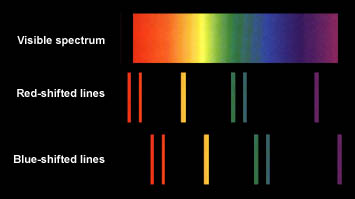 Visible spectrum
Red-shifted lines
Blue-shifted lines